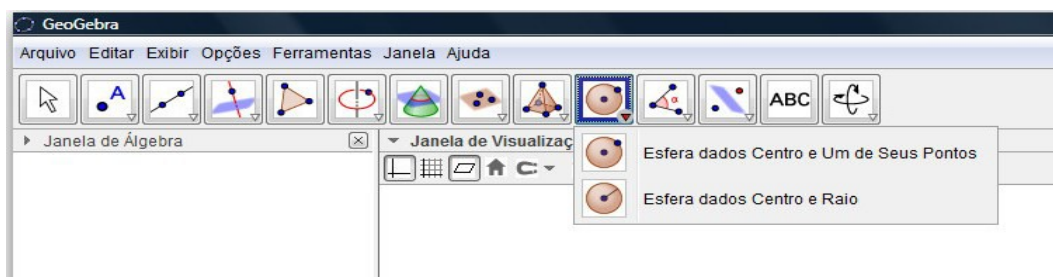 GeoGebra
Arquivo Editar Exibir Opções Ferramentas Janela Ajuda
A
α
ABC
Janela de Álgebra
Janela de Visualizaç
Esfera dados Centro e Um de Seus Pontos
Esfera dados Centro e Raio